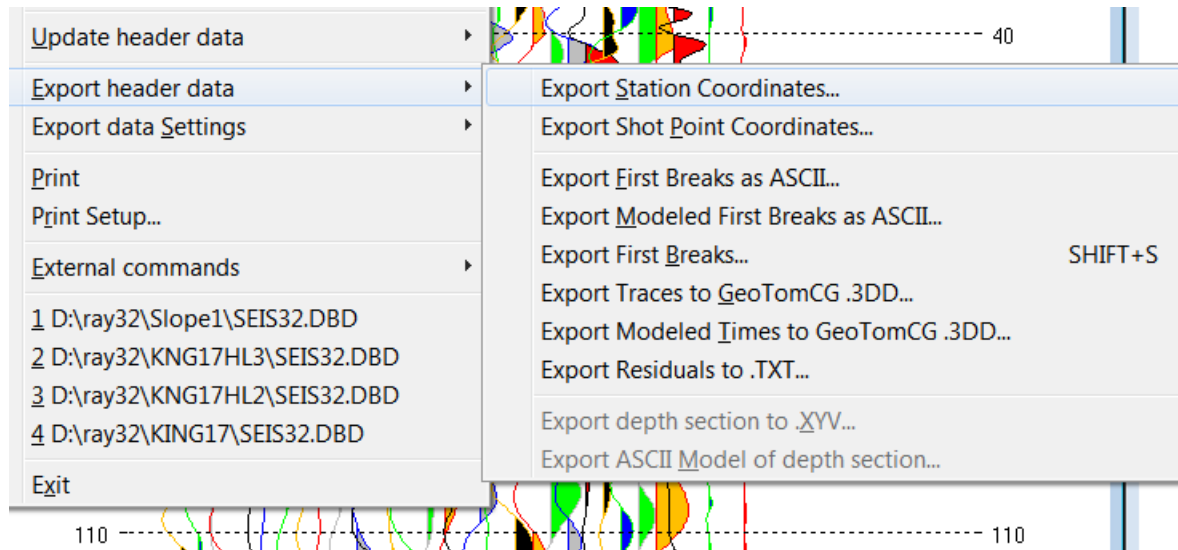 Update header data
40
Export header data
Export data Settings
Print
Print Setup...
External commands
1 D:\ray32\Slope1\SEIS32.DBD
2 D:\ray32\KNG17HL3\SEIS32.DBD
3 D:\ray32\KNG17HL2\SEIS32.DBD
4 D:\ray32\KING17\SEIS32.DBD
Exit
Export Station Coordinates...
Export Shot Point Coordinates...
Export First Breaks as ASCII...
Export Modeled First Breaks as ASCII...
Export First Breaks... SHIFT+S
Export Traces to GeoTomCG .3DD...
Export Modeled Times to GeoTomCG .3DD...
Export Residuals to .TXT...
Export depth section to .XYV...
Export ASCII Model of depth section...
110 110